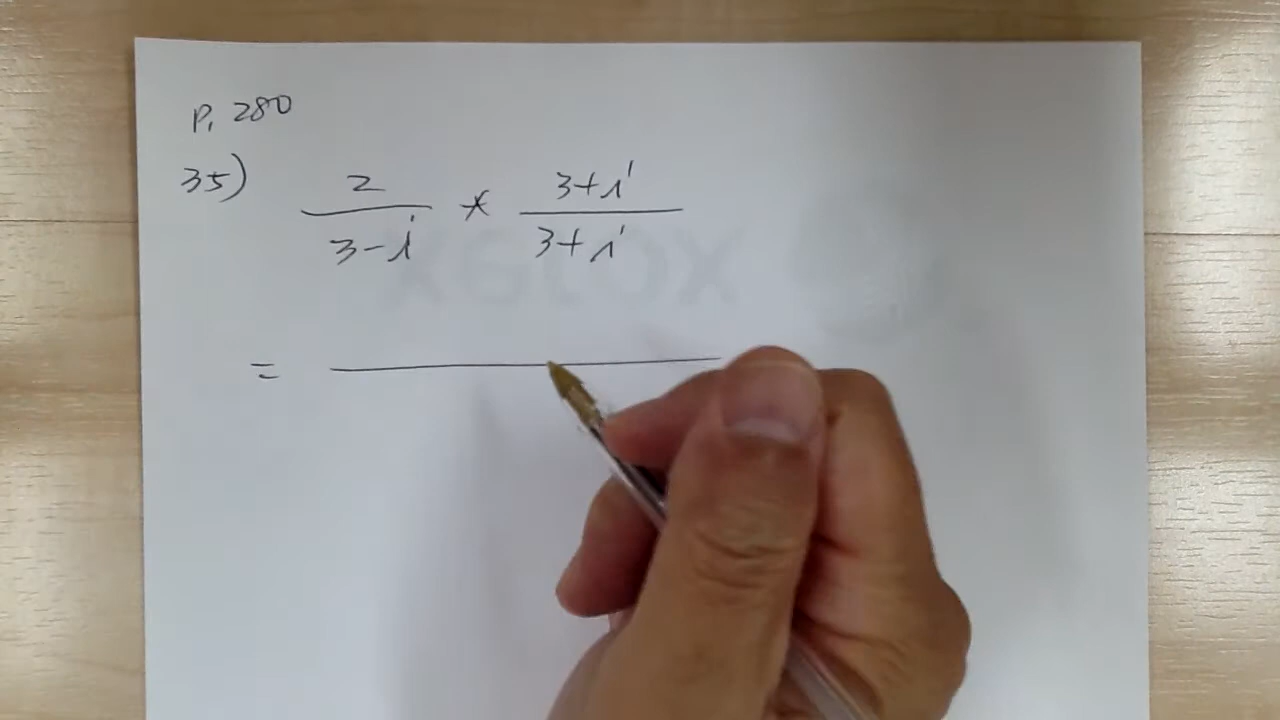 P. 280
35) 2/(3-i) * (3+i)/(3+i)
=